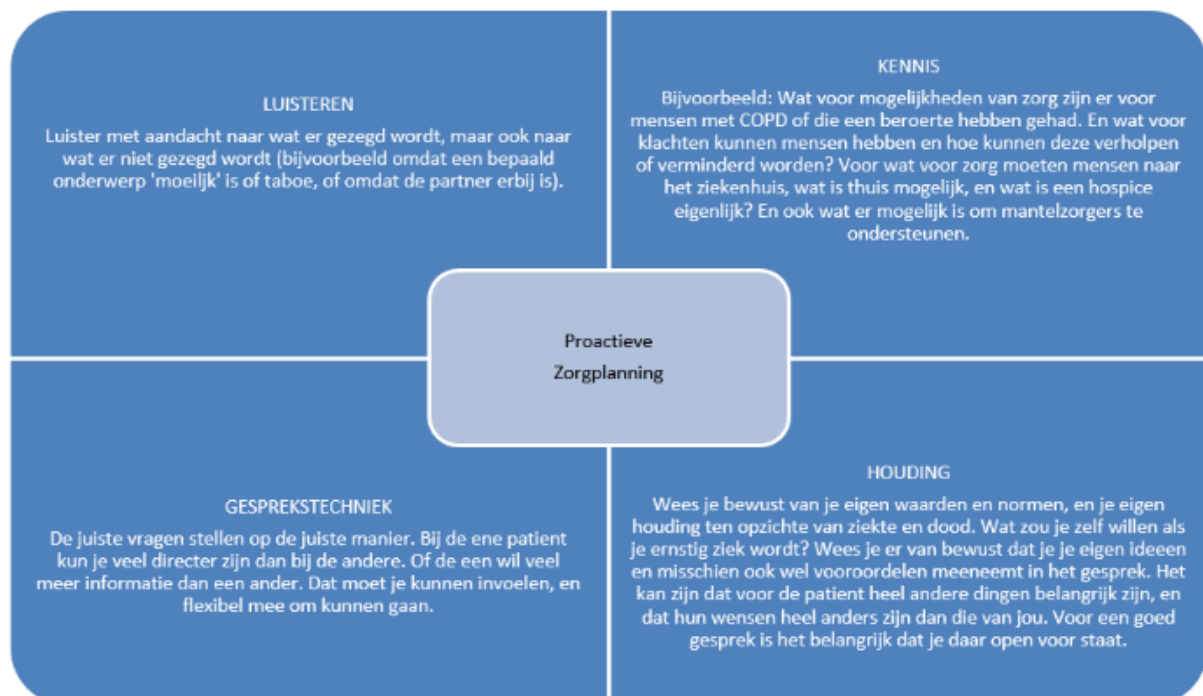 LUISTEREN
Luister met aandacht naar wat er gezegd wordt, maar ook naar
wat er niet gezegd wordt (bijvoorbeeld omdat een bepaald
onderwerp 'moeiljk' is of taboe, of omdat de partner erbij is).
KENNIS
Bijvoorbeeld: Wat voor mogelijkheden van zorg zijn er voor
mensen met COPD of die een beroerte hebben gehad. En wat voor
klachten kunnen mensen hebben en hoe kunnen deze verholpen
of verminderd worden? Voor wat voor zorg moeten mensen naar
het ziekenhuis, wat is thuis mogelijk, en wat is een hospice
eigenlijk? En ook wat er mogelijk is om mantelzorgers te
ondersteunen.
Proactieve
Zorgplanning
GESPREKSTECHNIEK
De juiste vragen stellen op de juiste manier. Bij de ene patient
kun je veel directer zijn dan bij de andere. Of de een wil veel
meer informatie dan een ander. Dat moet je kunnen invoelen, en
flexibel mee om kunnen gaan.
HOUDING
Wees je bewust van je eigen waarden en normen, en je eigen
houding ten opzichte van ziekte en dood. Wat zou je zelf willen als
je ernstig ziek wordt? Wees je er van bewust dat je je eigen ideeen
en misschien ook wel vooroordelen meeneemt in het gesprek. Het
kan zijn dat voor de patient heel andere dingen belangrijk zijn, en
dat hun wensen heel anders zijn dan die van jou. Voor een goed
gesprek is het belangrijk dat je daar open voor staat.